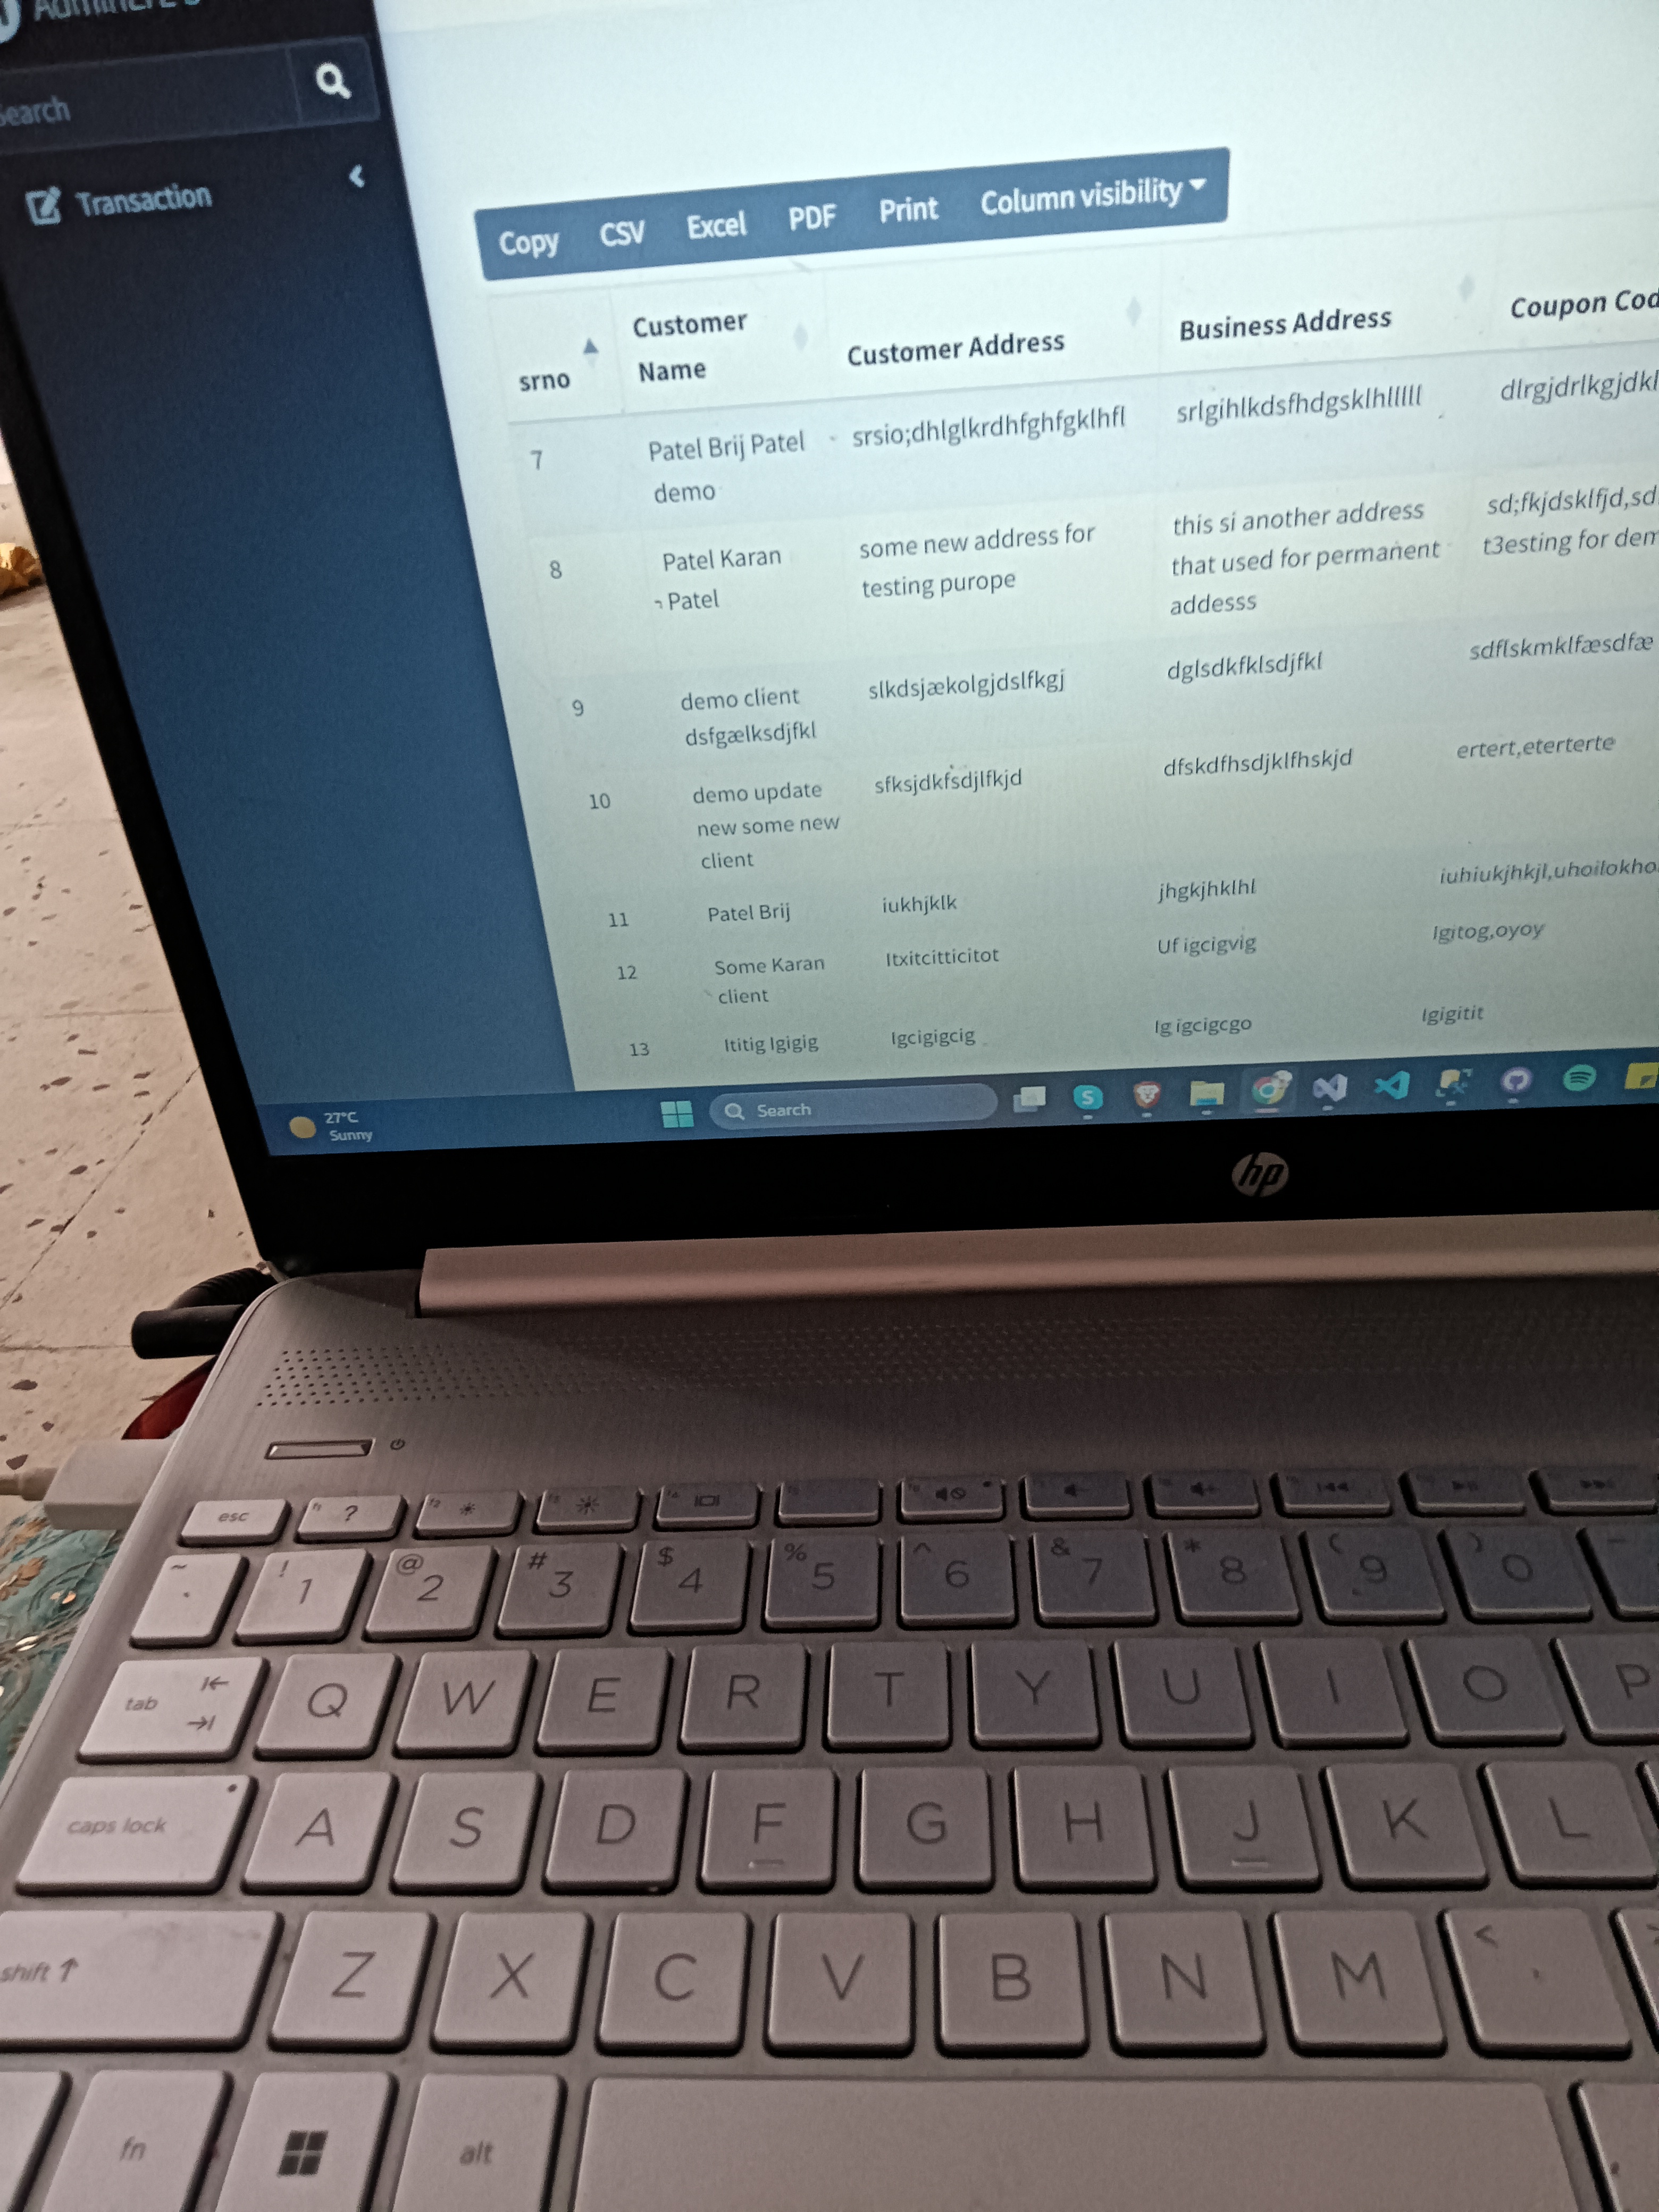 Search
Transaction
Copy CSV Excel PDF Print Column visibility
srno Customer Name Customer Address Business Address Coupon Cod
7 Patel Brij Patel demo srsio;dhlglkrdhfghfgklhfl srlgihlkdsfhdgsklhlllll dlrgjdrlkgjdkl
8 Patel Karan Patel some new address for testing purope this si another address that used for permanent addesss sd;fkjdsklfjd,sd t3esting for dem
9 demo client dsfgælksdjfkl slkdsjækolgjdslfkgj dglsdkfklsdjfkl sdflskmklfæsdfæ
10 demo update new some new client sfksjdkfsdjlfkjd dfskdfhsdjklfhskjd ertert,eterterte
11 Patel Brij iukhjklk jhgkjhklhl iuhiukjhkjl,uhoilokho
12 Some Karan client Itxitcitticitot Uf igcigvig Igitog,oyoy
13 Ititig Igigig Igcigigcig Ig igcigcgo Igigitit
27°C
Sunny
Search
hp
esc f1 ? f2 f3 f4
~ ! 1 @ 2 # 3 $ 4 % 5 ^ 6 & 7 * 8 ( 9 ) 0
tab Q W E R T Y U I O P
caps lock A S D F G H J K L
shift Z X C V B N M < ,
fn alt